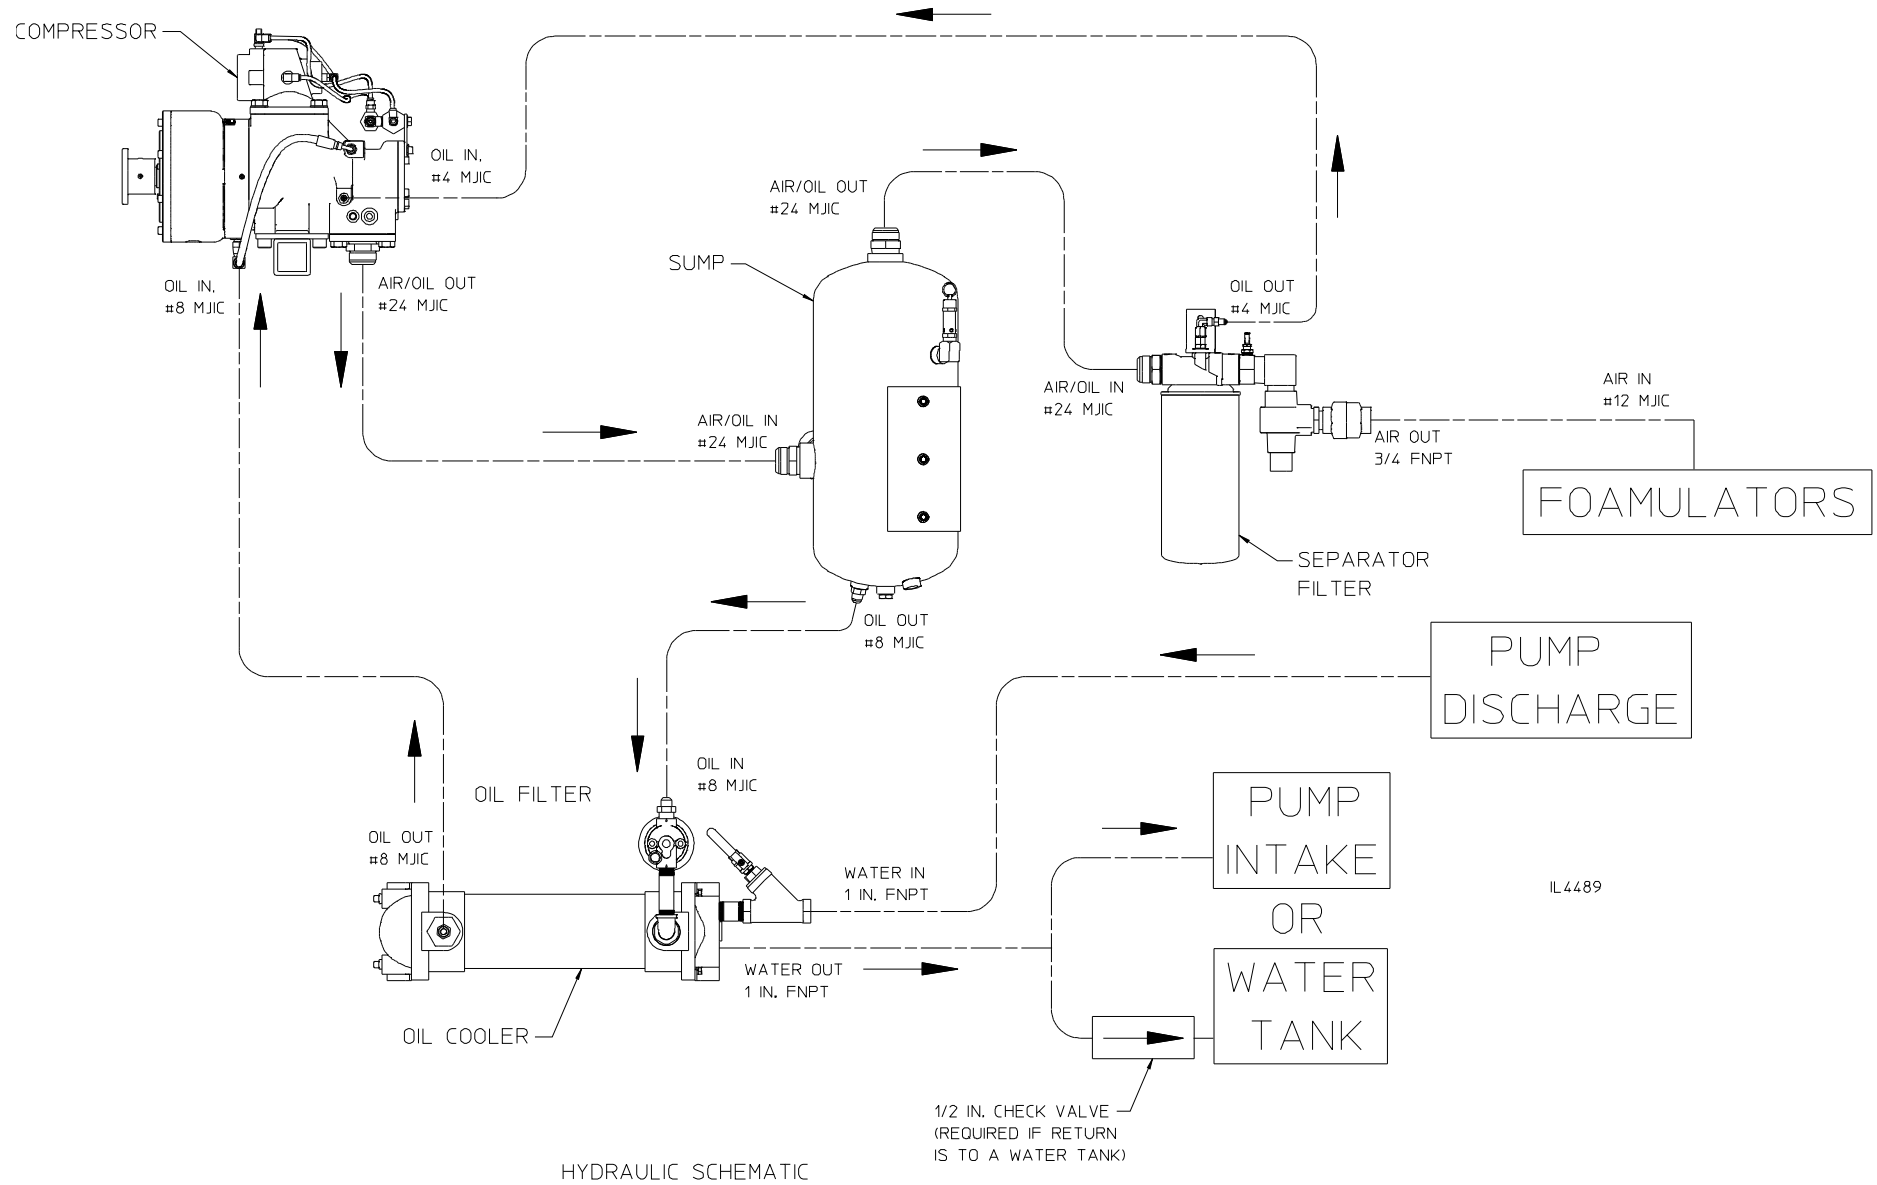 COMPRESSOR
OIL IN,
#4 MJIC
AIR/OIL OUT
#24 MJIC
SUMP
OIL IN,
#8 MJIC
AIR/OIL OUT
#24 MJIC
OIL OUT
#4 MJIC
AIR/OIL IN
#24 MJIC
AIR IN
#12 MJIC
AIR/OIL IN
#24 MJIC
AIR OUT
3/4 FNPT
FOAMULATORS
SEPARATOR
FILTER
OIL OUT
#8 MJIC
PUMP
DISCHARGE
OIL IN
#8 MJIC
OIL FILTER
OIL OUT
#8 MJIC
PUMP
INTAKE
WATER IN
1 IN. FNPT
IL4489
OR
WATER OUT
1 IN. FNPT
WATER
TANK
OIL COOLER
1/2 IN. CHECK VALVE
(REQUIRED IF RETURN
IS TO A WATER TANK)
HYDRAULIC SCHEMATIC